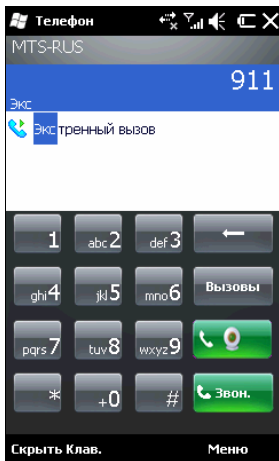 Телефон
MTS-RUS
911
Экс
Экстренный вызов
1 abc2 def3
ghi4 jkl5 mno6 Вызовы
pqrs7 tuv8 wxyz9
* +0 # Звон.
Скрыть Клав. Меню